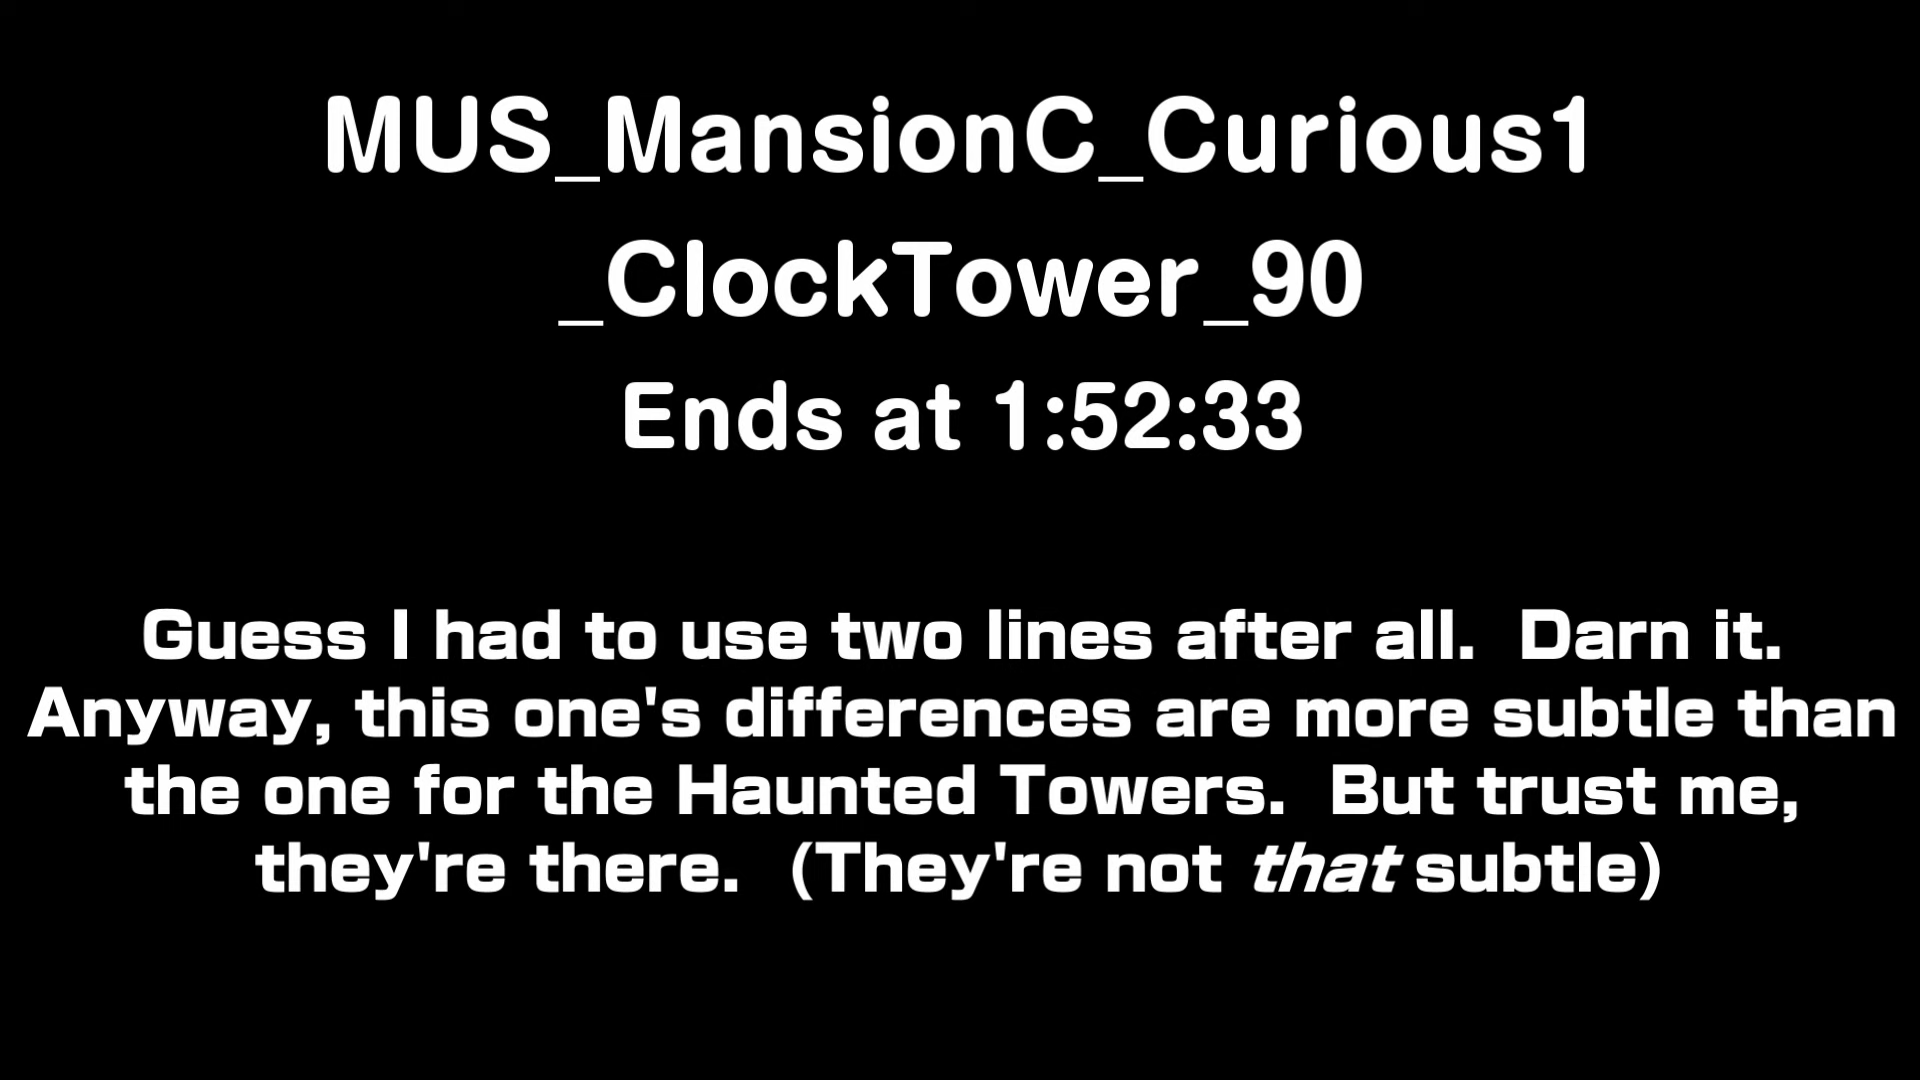 MUS_MansionC_Curious1
_ClockTower_90
Ends at 1:52:33
Guess I had to use two lines after all.  Darn it.
Anyway, this one's differences are more subtle than
the one for the Haunted Towers.  But trust me,
they're there.  (They're not that subtle)